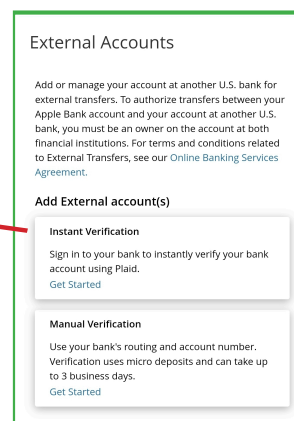 External Accounts
Add or manage your account at another U.S. bank for
external transfers. To authorize transfers between your
Apple Bank account and your account at another U.S.
bank, you must be an owner on the account at both
financial institutions. For terms and conditions related
to External Transfers, see our Online Banking Services
Agreement.
Add External account(s)
Instant Verification
Sign in to your bank to instantly verify your bank
account using Plaid.
Get Started
Manual Verification
Use your bank's routing and account number.
Verification uses micro deposits and can take up
to 3 business days.
Get Started